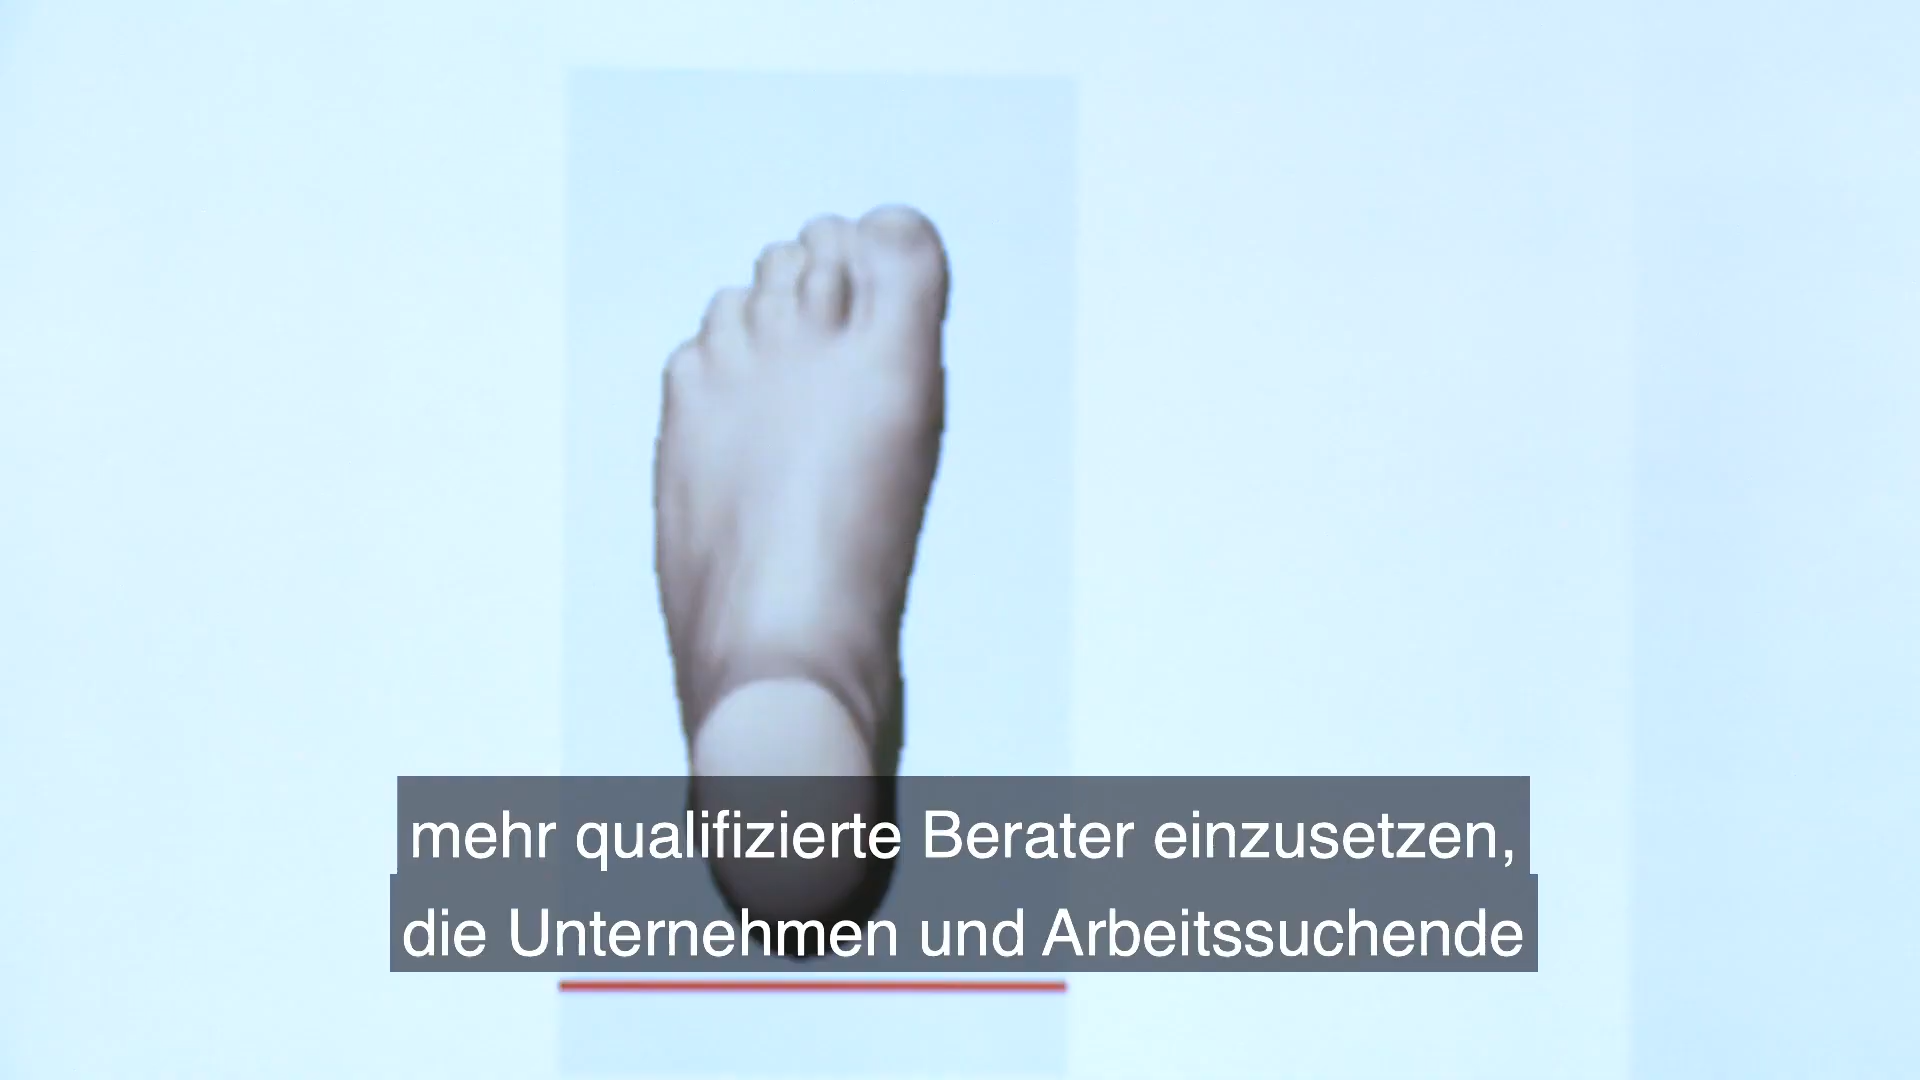 mehr qualifizierte Berater einzusetzen,
die Unternehmen und Arbeitssuchende